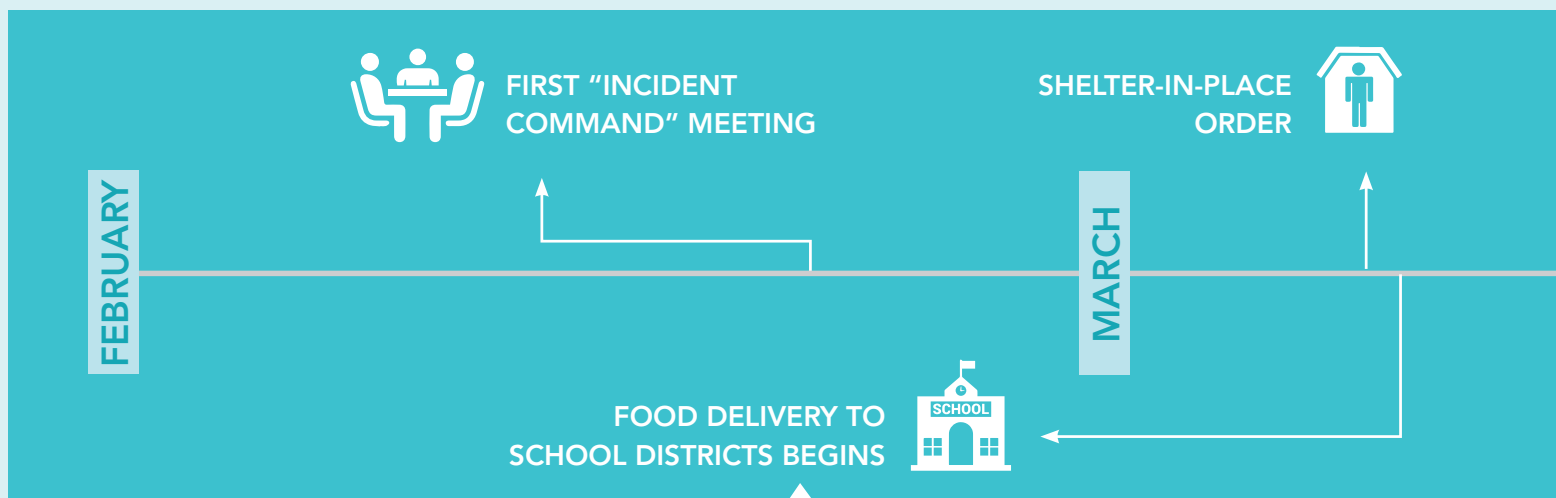 FIRST "INCIDENT
COMMAND” MEETING
SHELTER-IN-PLACE
ORDER
FEBRUARY
MARCH
FOOD DELIVERY TO
SCHOOL DISTRICTS BEGINS
SCHOOL